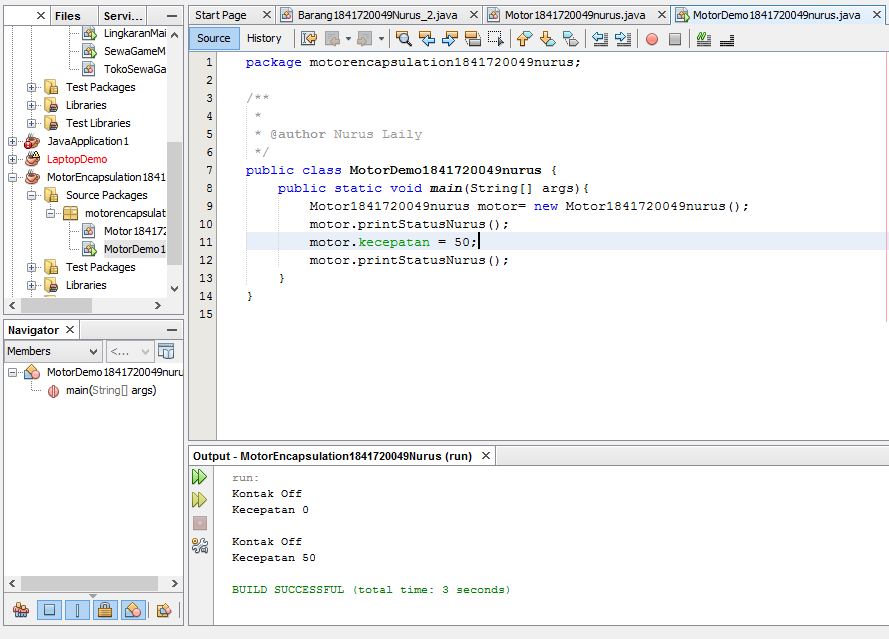 Files
Servi...
LingkaranMai
SewaGameM
TokoSewaGa
Test Packages
Libraries
Test Libraries
JavaApplication1
LaptopDemo
MotorEncapsulation1841
Source Packages
motorencapsulat
Motor18417
MotorDemo1
Test Packages
Libraries
Navigator
Members
<...
MotorDemo1841720049nuru
main(String[] args)
Start Page
Barang1841720049Nurus_2.java
Motor1841720049nurus.java
MotorDemo1841720049nurus.java
Source History
1 package motorencapsulation1841720049nurus;
2
3 /**
4 *
5 * @author Nurus Laily
6 */
7 public class MotorDemo1841720049nurus {
8 public static void main(String[] args){
9 Motor1841720049nurus motor= new Motor1841720049nurus();
10 motor.printStatusNurus();
11 motor.kecepatan = 50;
12 motor.printStatusNurus();
13 }
14 }
15
Output - MotorEncapsulation1841720049Nurus (run)
run:
Kontak Off
Kecepatan 0
Kontak Off
Kecepatan 50
BUILD SUCCESSFUL (total time: 3 seconds)